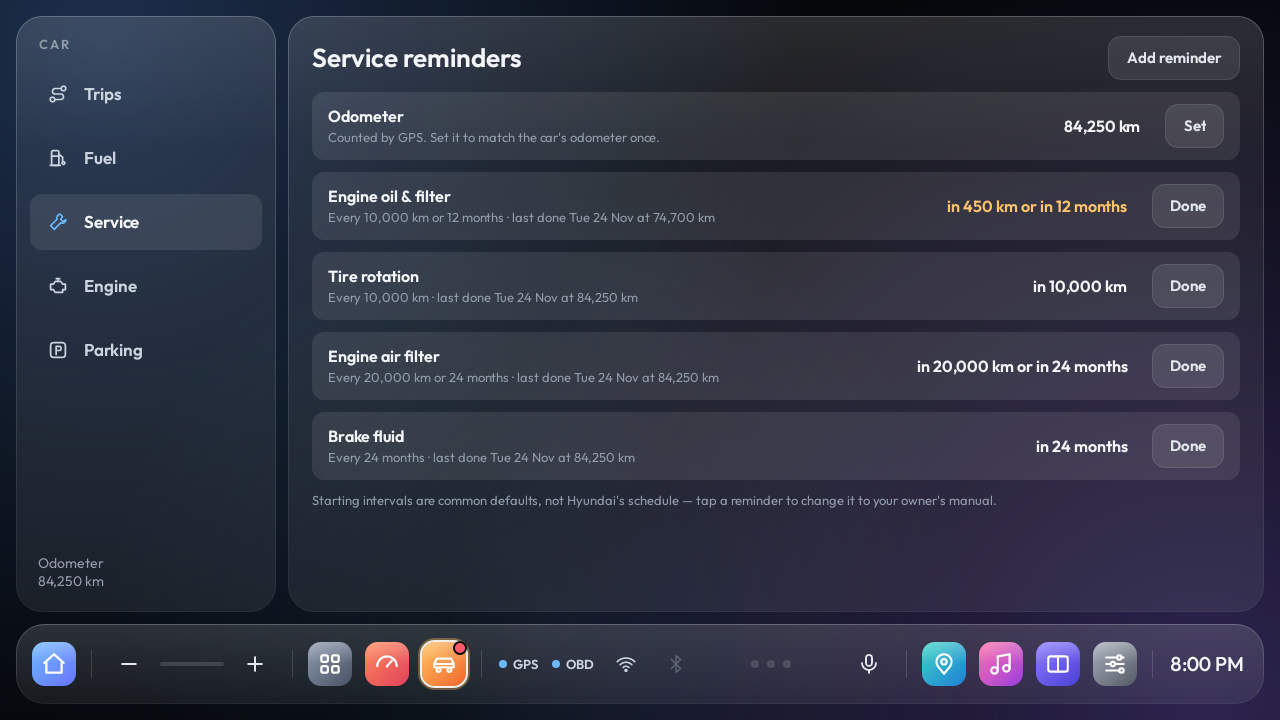 CAR
Trips
Fuel
Service
Engine
Parking
Odometer
84,250 km
Service reminders
Add reminder
Odometer
Counted by GPS. Set it to match the car's odometer once.
84,250 km
Set
Engine oil & filter
Every 10,000 km or 12 months · last done Tue 24 Nov at 74,700 km
in 450 km or in 12 months
Done
Tire rotation
Every 10,000 km · last done Tue 24 Nov at 84,250 km
in 10,000 km
Done
Engine air filter
Every 20,000 km or 24 months · last done Tue 24 Nov at 84,250 km
in 20,000 km or in 24 months
Done
Brake fluid
Every 24 months · last done Tue 24 Nov at 84,250 km
in 24 months
Done
Starting intervals are common defaults, not Hyundai's schedule — tap a reminder to change it to your owner's manual.
GPS
OBD
8:00 PM